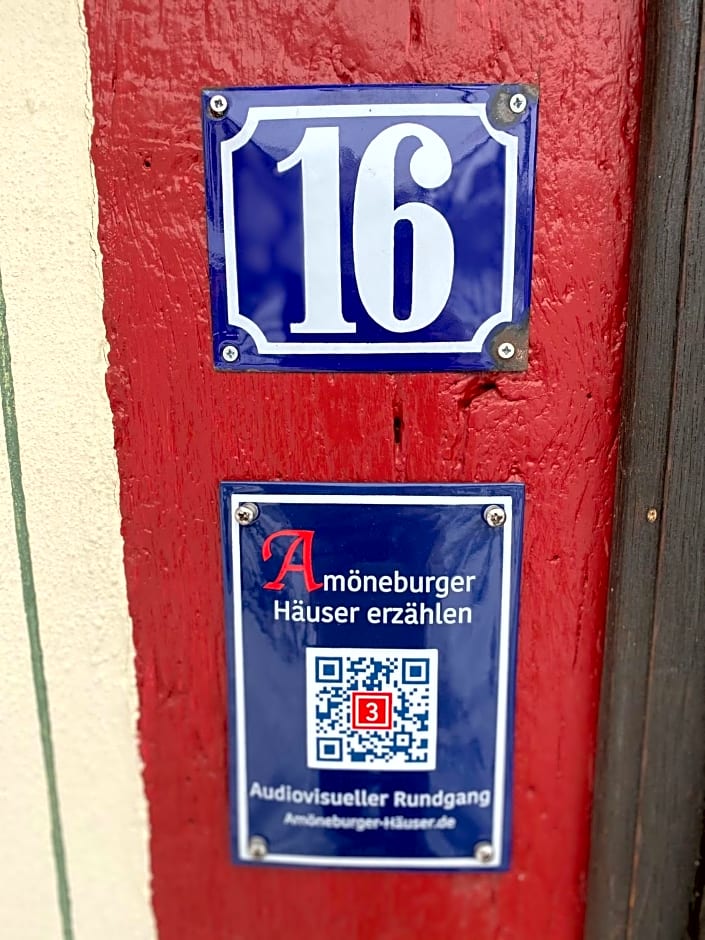 16
Amöneburger
Häuser erzählen
3
Audiovisueller Rundgang
Amöneburger-Häuser.de